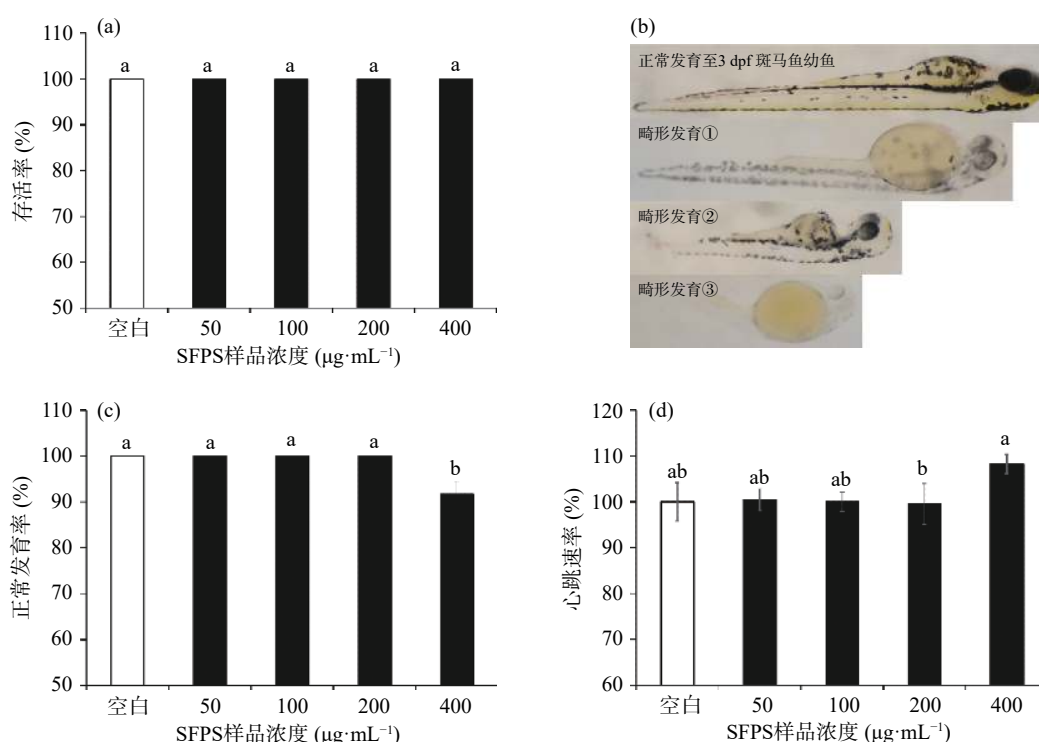 (a)
110
100
90
80
70
60
50
存活率 (%)
a
a
a
a
a
空白
50
100
200
400
SFPS样品浓度 (μg·mL⁻¹)
(b)
正常发育至3 dpf 斑马鱼幼鱼
畸形发育①
畸形发育②
畸形发育③
(c)
110
100
90
80
70
60
50
正常发育率 (%)
a
a
a
a
b
空白
50
100
200
400
SFPS样品浓度 (μg·mL⁻¹)
(d)
120
110
100
90
80
70
60
心跳速率 (%)
ab
ab
ab
b
a
空白
50
100
200
400
SFPS样品浓度 (μg·mL⁻¹)